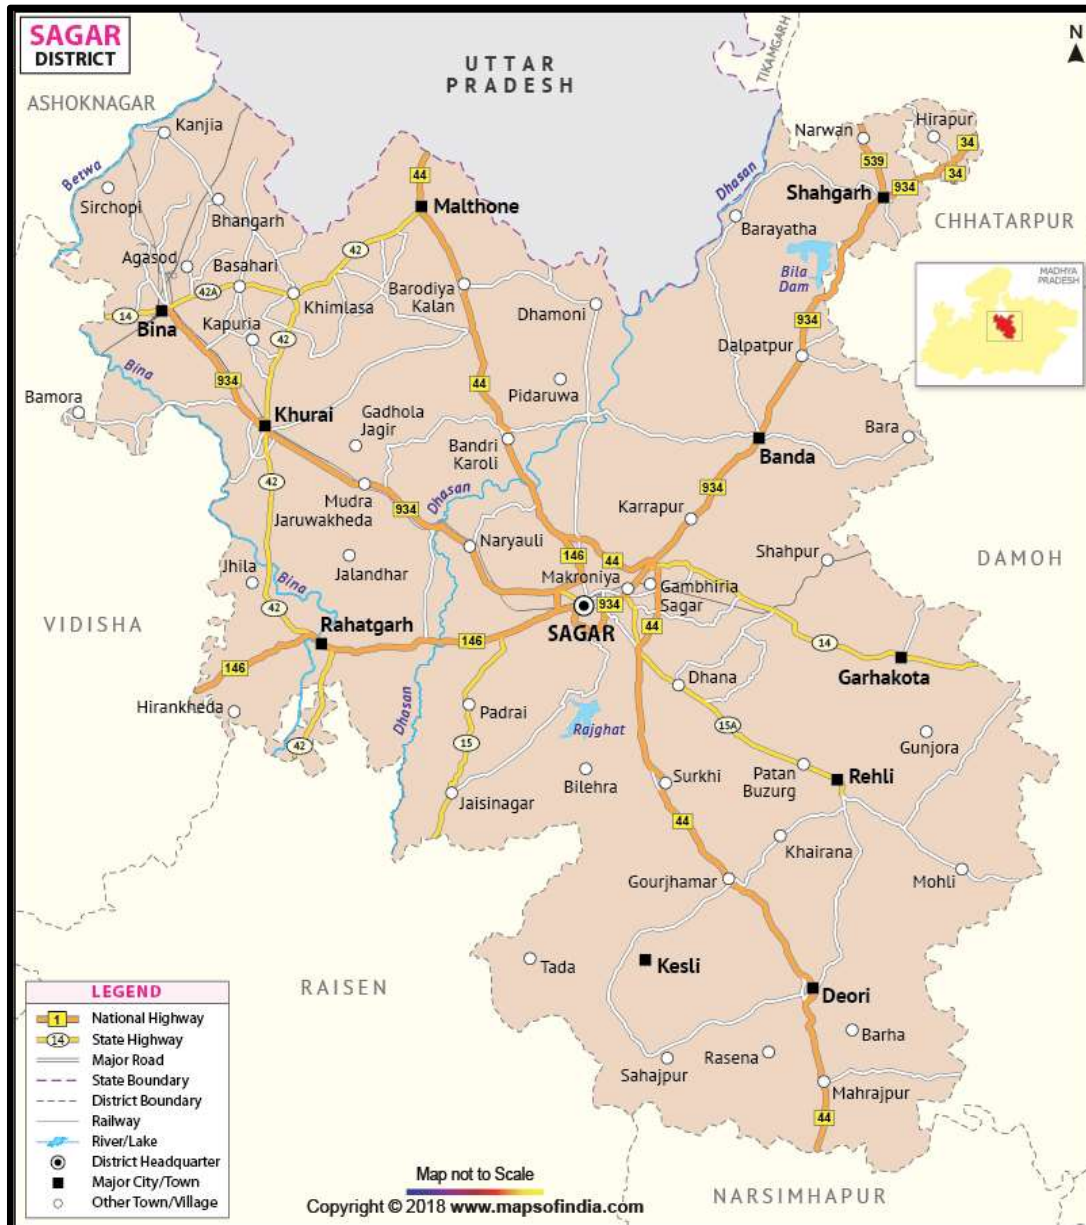 SAGAR
DISTRICT
N
UTTAR
PRADESH
TIKAMGARH
ASHOKNAGAR
Kanjia
Narwan
Hirapur
34
539
44
934
34
Betwa
Sirchopi
Malthone
Dhasan
Shahgarh
Bhangarh
Barayatha
CHHATARPUR
42
Agasod
Basahari
Bila
Dam
MADHYA
PRADESH
42A
Khimlasa
Barodiya
Kalan
Dhamoni
14
Bina
Kapuria
42
934
Dalpatpur
Bina
934
44
Pidaruwa
Bamora
Khurai
Gadhola
Jagir
Bandri
Karoli
Bara
Banda
42
Mudra
Jaruwakheda
934
Dhasan
934
Karrapur
Naryauli
146
44
Shahpur
DAMOH
Jhila
Bina
Jalandhar
Makroniya
Gambhiria
Sagar
42
934
VIDISHA
Rahatgarh
SAGAR
44
146
146
14
Garhakota
Hirankheda
Dhasan
Padrai
Dhana
Rajghat
15A
42
15
Gunjora
Jaisinagar
Bilehra
Surkhi
Patan
Buzurg
Rehli
44
Khairana
Gourjhamar
Mohli
Tada
Kesli
RAISEN
Deori
Barha
Sahajpur
Rasena
Mahrajpur
44
LEGEND
1 National Highway
14 State Highway
Major Road
State Boundary
District Boundary
Railway
River/Lake
District Headquarter
Major City/Town
Other Town/Village
Map not to Scale
Copyright © 2018 www.mapsofindia.com
NARSIMHAPUR